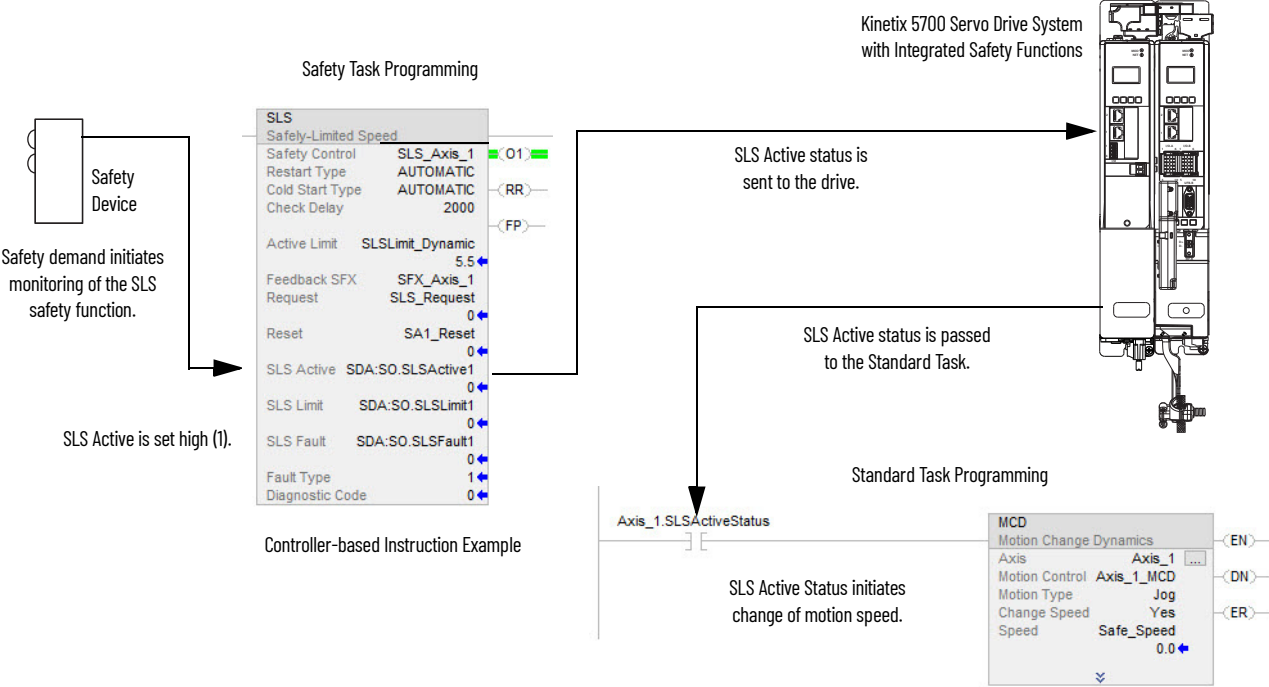 Kinetix 5700 Servo Drive System
with Integrated Safety Functions
Safety Task Programming
SLS
Safely-Limited Speed
Safety Control SLS_Axis_1
Restart Type AUTOMATIC
Cold Start Type AUTOMATIC
Check Delay 2000
Active Limit SLSLimit_Dynamic
5.5
Feedback SFX SFX_Axis_1
Request SLS_Request
0
Reset SA1_Reset
0
SLS Active SDA:SO.SLSActive1
0
SLS Limit SDA:SO.SLSLimit1
0
SLS Fault SDA:SO.SLSFault1
0
Fault Type 1
Diagnostic Code 0
O1
RR
FP
Safety
Device
Safety demand initiates
monitoring of the SLS
safety function.
SLS Active is set high (1).
Controller-based Instruction Example
SLS Active status is
sent to the drive.
SLS Active status is passed
to the Standard Task.
Standard Task Programming
Axis_1.SLSActiveStatus
SLS Active Status initiates
change of motion speed.
MCD
Motion Change Dynamics
Axis Axis_1 ...
Motion Control Axis_1_MCD
Motion Type Jog
Change Speed Yes
Speed Safe_Speed
0.0
EN
DN
ER